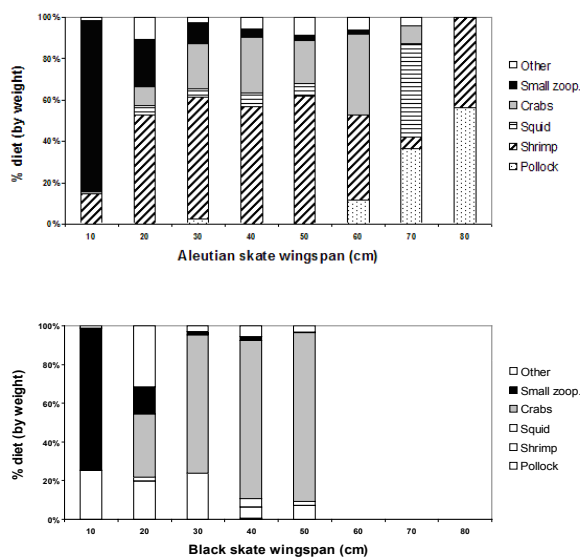 % diet (by weight)
100%
80%
60%
40%
20%
0%
10 20 30 40 50 60 70 80
Aleutian skate wingspan (cm)
Other
Small zoop.
Crabs
Squid
Shrimp
Pollock
% diet (by weight)
100%
80%
60%
40%
20%
0%
10 20 30 40 50 60 70 80
Black skate wingspan (cm)
Other
Small zoop.
Crabs
Squid
Shrimp
Pollock